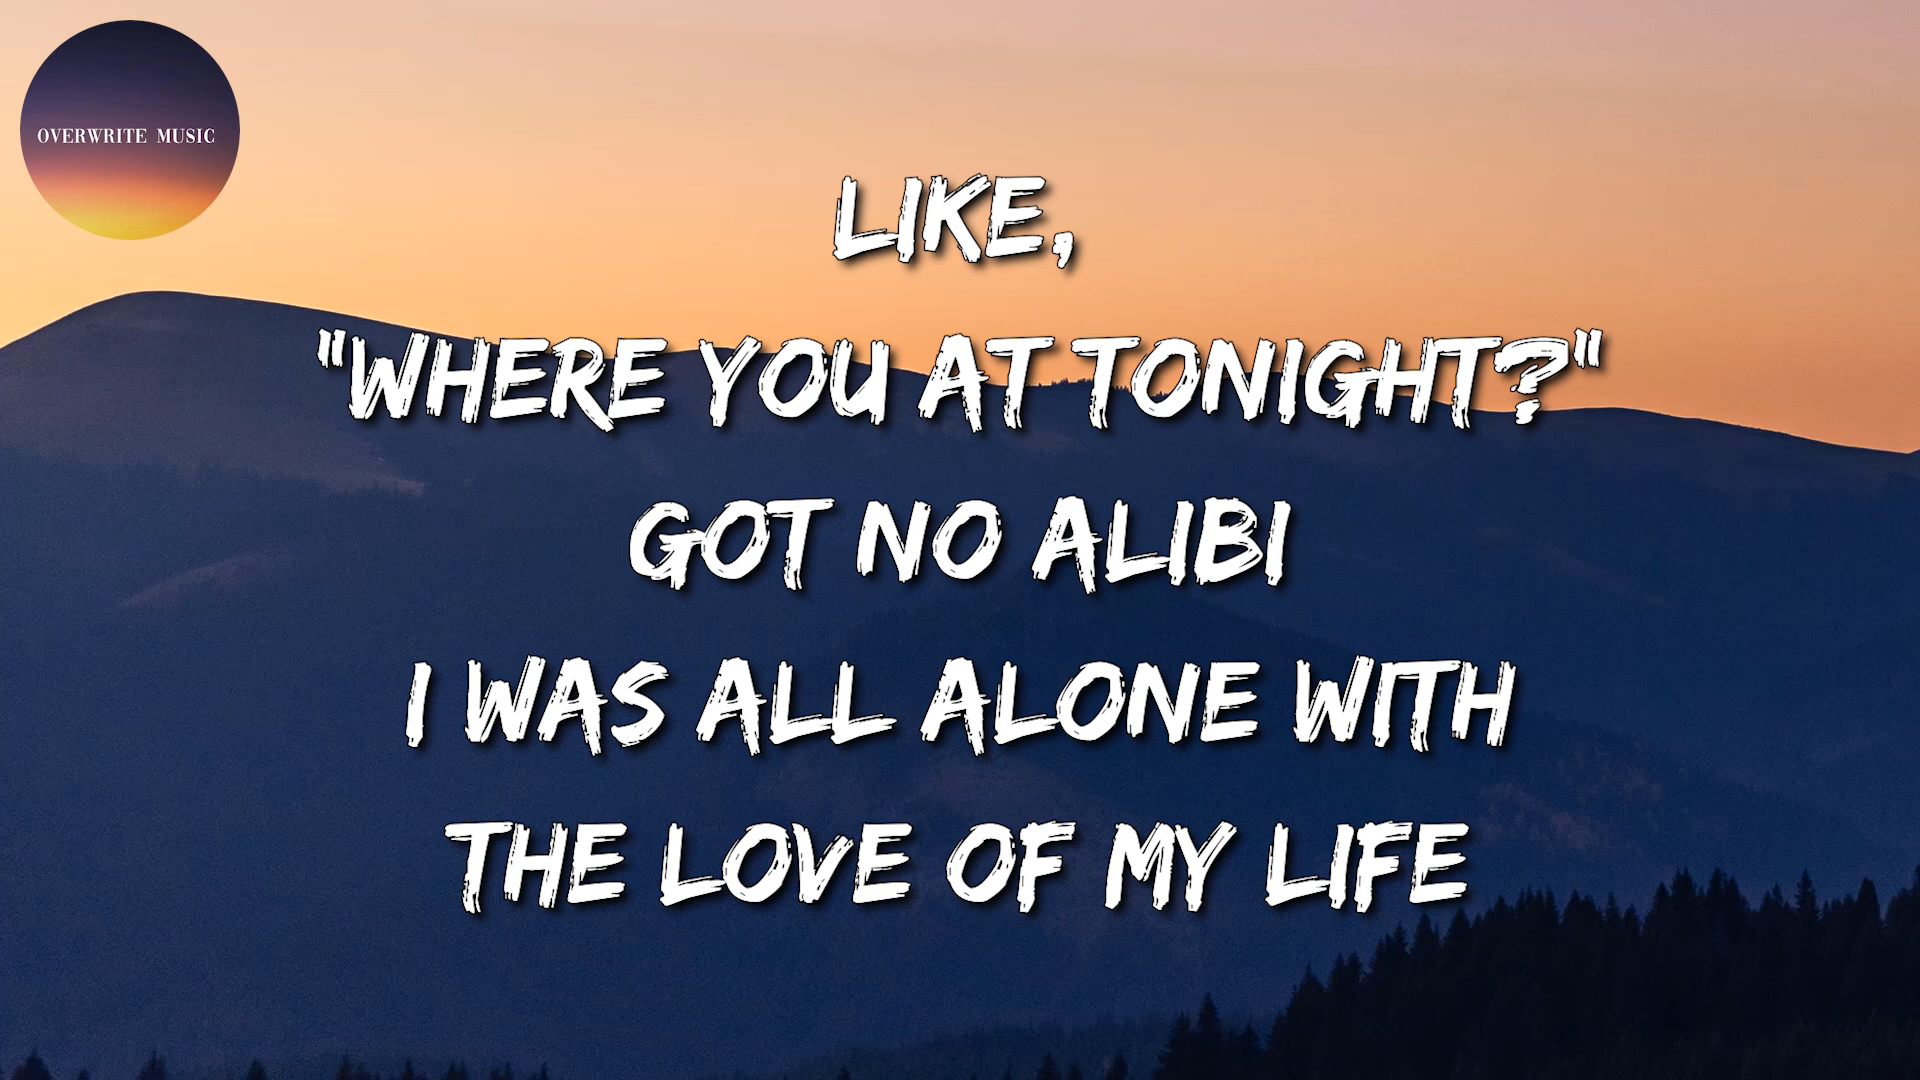 OVERWRITE MUSIC
LIKE,
"WHERE YOU AT TONIGHT?"
GOT NO ALIBI
I WAS ALL ALONE WITH
THE LOVE OF MY LIFE